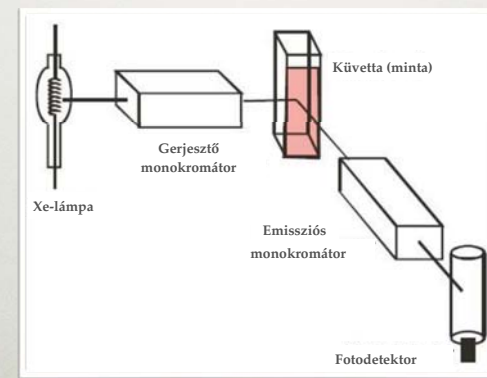 Küvetta (minta)
Gerjesztő
monokromátor
Xe-lámpa
Emissziós
monokromátor
Fotodetektor